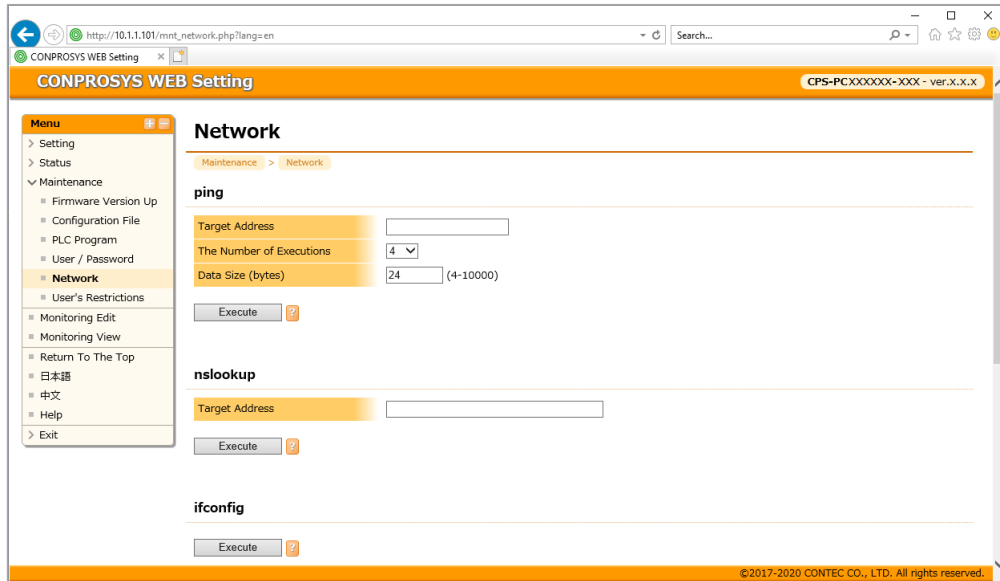 http://10.1.1.101/mnt_network.php?lang=en
Search...
CONPROSYS WEB Setting
CONPROSYS WEB Setting
CPS-PCXXXXXX-XXX - ver.x.x.x
Menu
Setting
Status
Maintenance
Firmware Version Up
Configuration File
PLC Program
User / Password
Network
User's Restrictions
Monitoring Edit
Monitoring View
Return To The Top
日本語
中文
Help
Exit
Network
Maintenance > Network
ping
Target Address
The Number of Executions 4
Data Size (bytes) 24 (4-10000)
Execute ?
nslookup
Target Address
Execute ?
ifconfig
Execute ?
©2017-2020 CONTEC CO., LTD. All rights reserved.